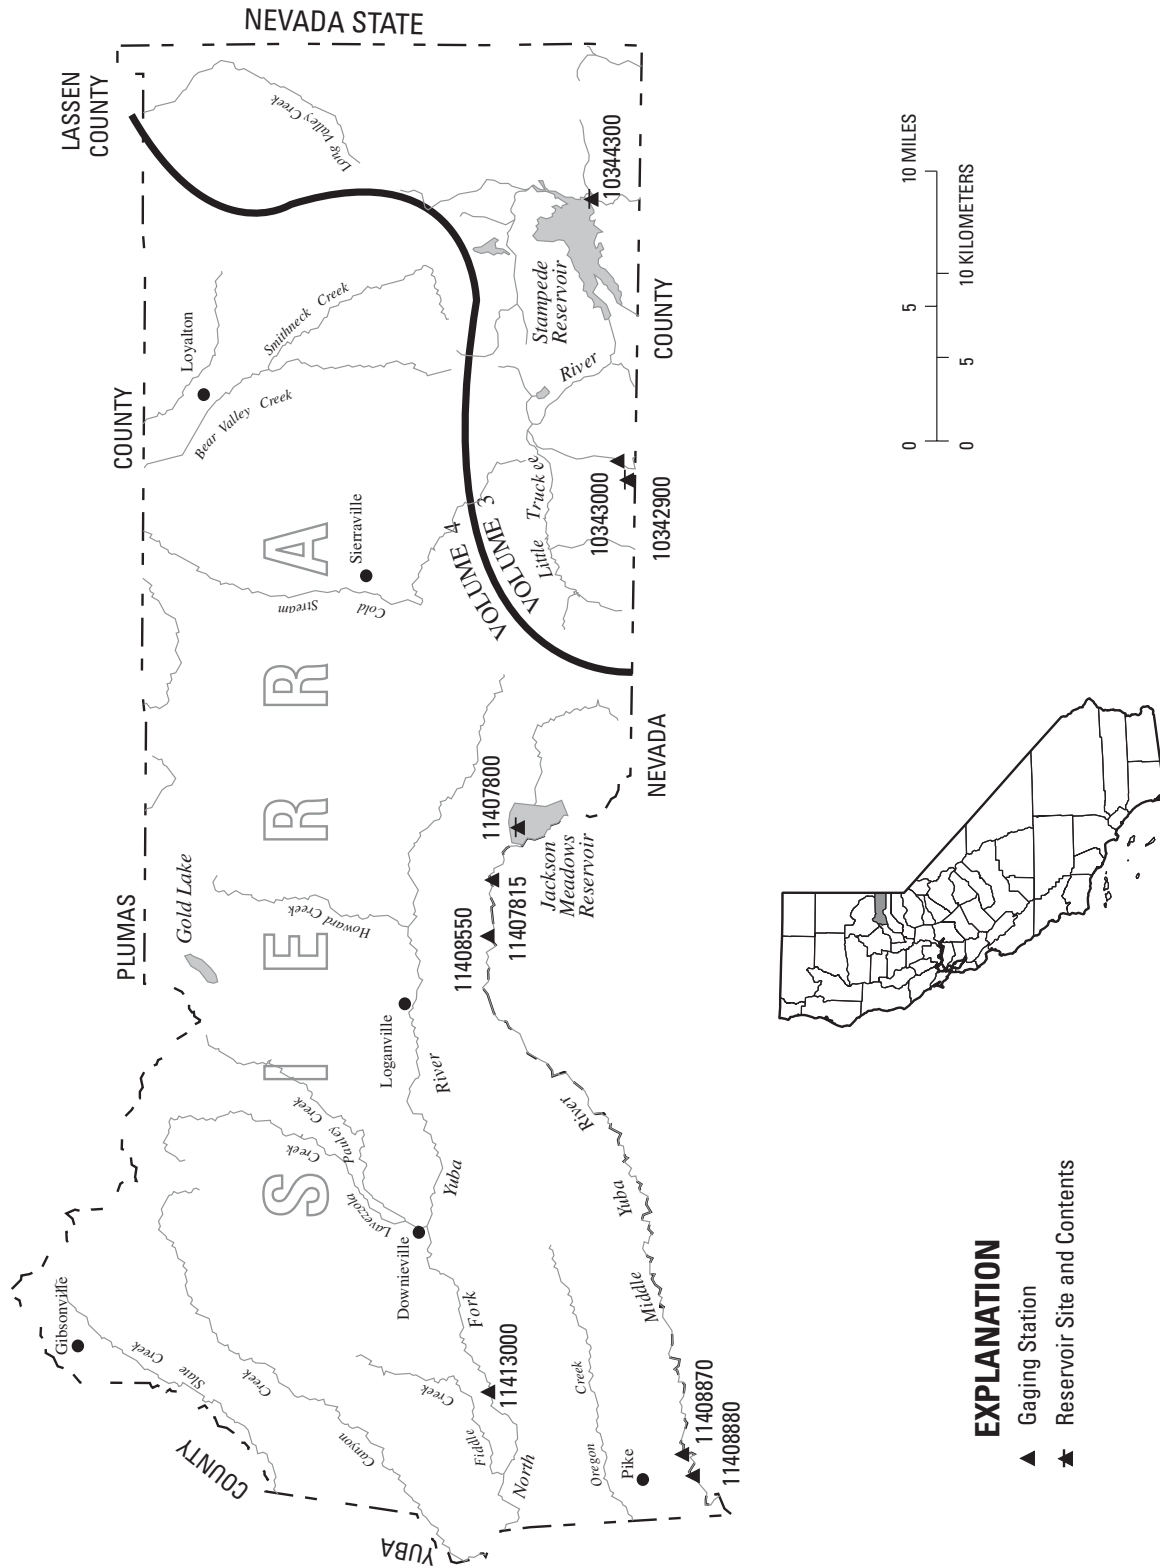 NEVADA STATE
LASSEN
COUNTY
Long Valley Creek
10344300
Stampede
Reservoir
COUNTY
Loyalton
Smithneck Creek
Bear Valley Creek
COUNTY
River
Little Truckee
10343000
10342900
Sierraville
Cold Stream
VOLUME 4
VOLUME 3
SIERRA
NEVADA
PLUMAS
Gold Lake
Howard Creek
11407800
Jackson
Meadows
Reservoir
11407815
11408550
Loganville
River
Yuba
Pauley Creek
Lavezzola Creek
Downieville
Fork
11413000
North
Fiddle Creek
Canyon Creek
Slate Creek
Gibsonville
COUNTY
YUBA
River
Yuba
Middle
Oregon Creek
Pike
11408870
11408880
0 5 10 MILES
0 5 10 KILOMETERS
EXPLANATION
Gaging Station
Reservoir Site and Contents